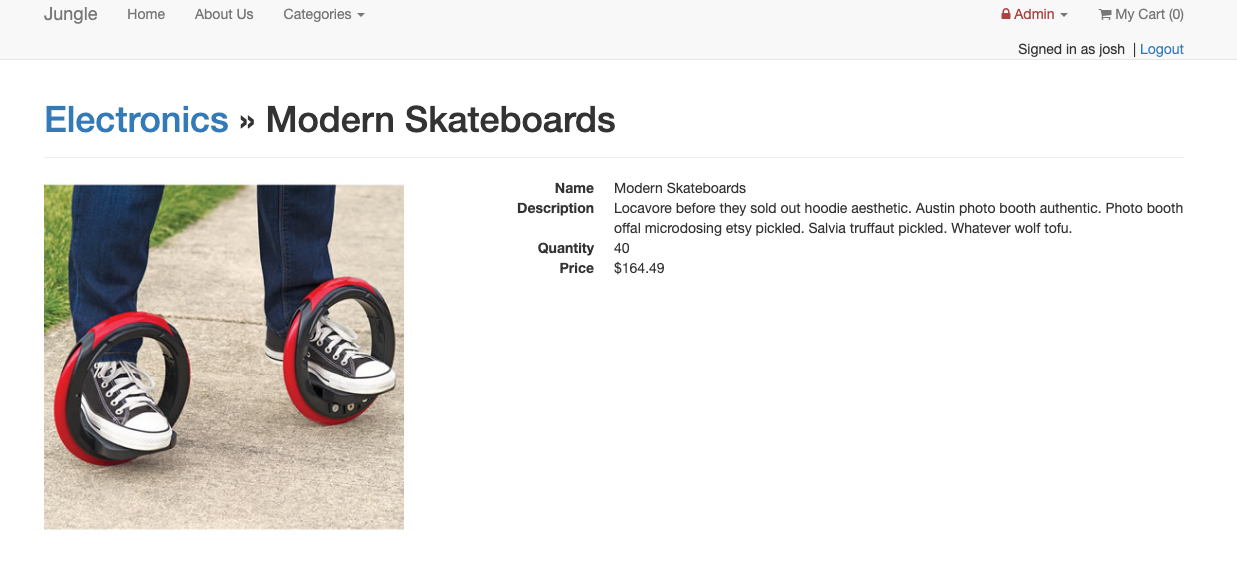 Jungle Home About Us Categories Admin My Cart (0)
Signed in as josh | Logout
Electronics » Modern Skateboards
Name Modern Skateboards
Description Locavore before they sold out hoodie aesthetic. Austin photo booth authentic. Photo booth
offal microdosing etsy pickled. Salvia truffaut pickled. Whatever wolf tofu.
Quantity 40
Price $164.49